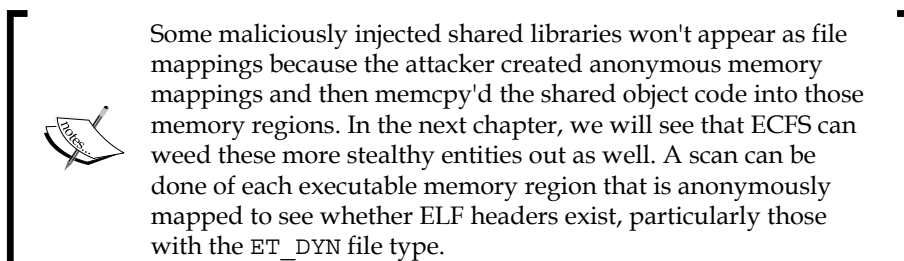 Some maliciously injected shared libraries won't appear as file
mappings because the attacker created anonymous memory
mappings and then memcpy'd the shared object code into those
memory regions. In the next chapter, we will see that ECFS can
weed these more stealthy entities out as well. A scan can be
done of each executable memory region that is anonymously
mapped to see whether ELF headers exist, particularly those
with the ET_DYN file type.
notes...